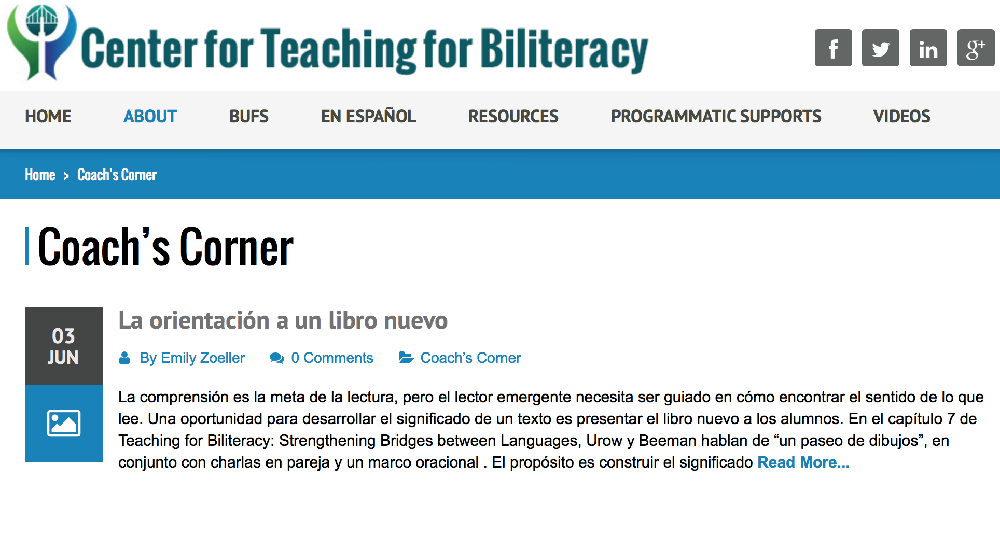 Center for Teaching for Biliteracy
f in g+
HOME ABOUT BUFS EN ESPAÑOL RESOURCES PROGRAMMATIC SUPPORTS VIDEOS
Home > Coach’s Corner
Coach’s Corner
03
JUN
La orientación a un libro nuevo
By Emily Zoeller 0 Comments Coach’s Corner
La comprensión es la meta de la lectura, pero el lector emergente necesita ser guiado en cómo encontrar el sentido de lo que
lee. Una oportunidad para desarrollar el significado de un texto es presentar el libro nuevo a los alumnos. En el capítulo 7 de
Teaching for Biliteracy: Strengthening Bridges between Languages, Urow y Beeman hablan de “un paseo de dibujos”, en
conjunto con charlas en pareja y un marco oracional . El propósito es construir el significado Read More...